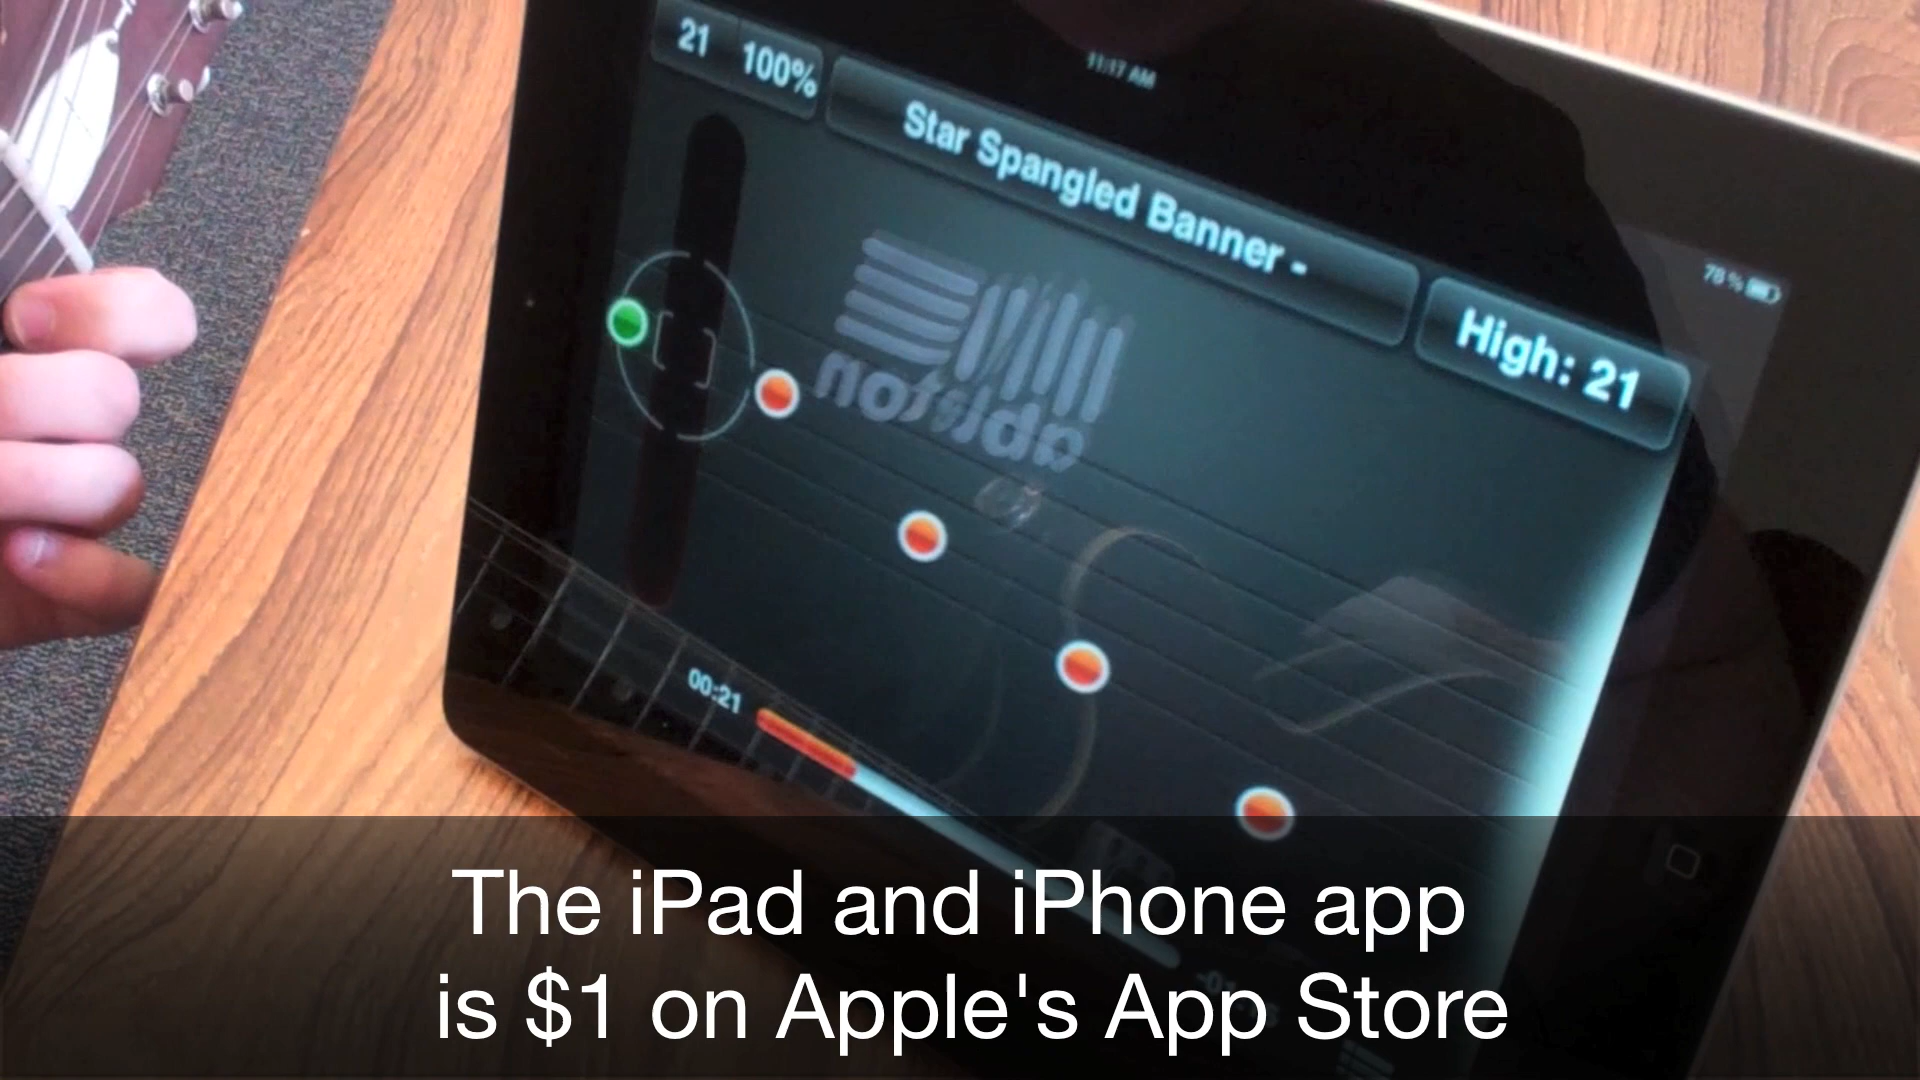 21 100%
11:17 AM
Star Spangled Banner -
78%
High: 21
00:21
The iPad and iPhone app
is $1 on Apple's App Store